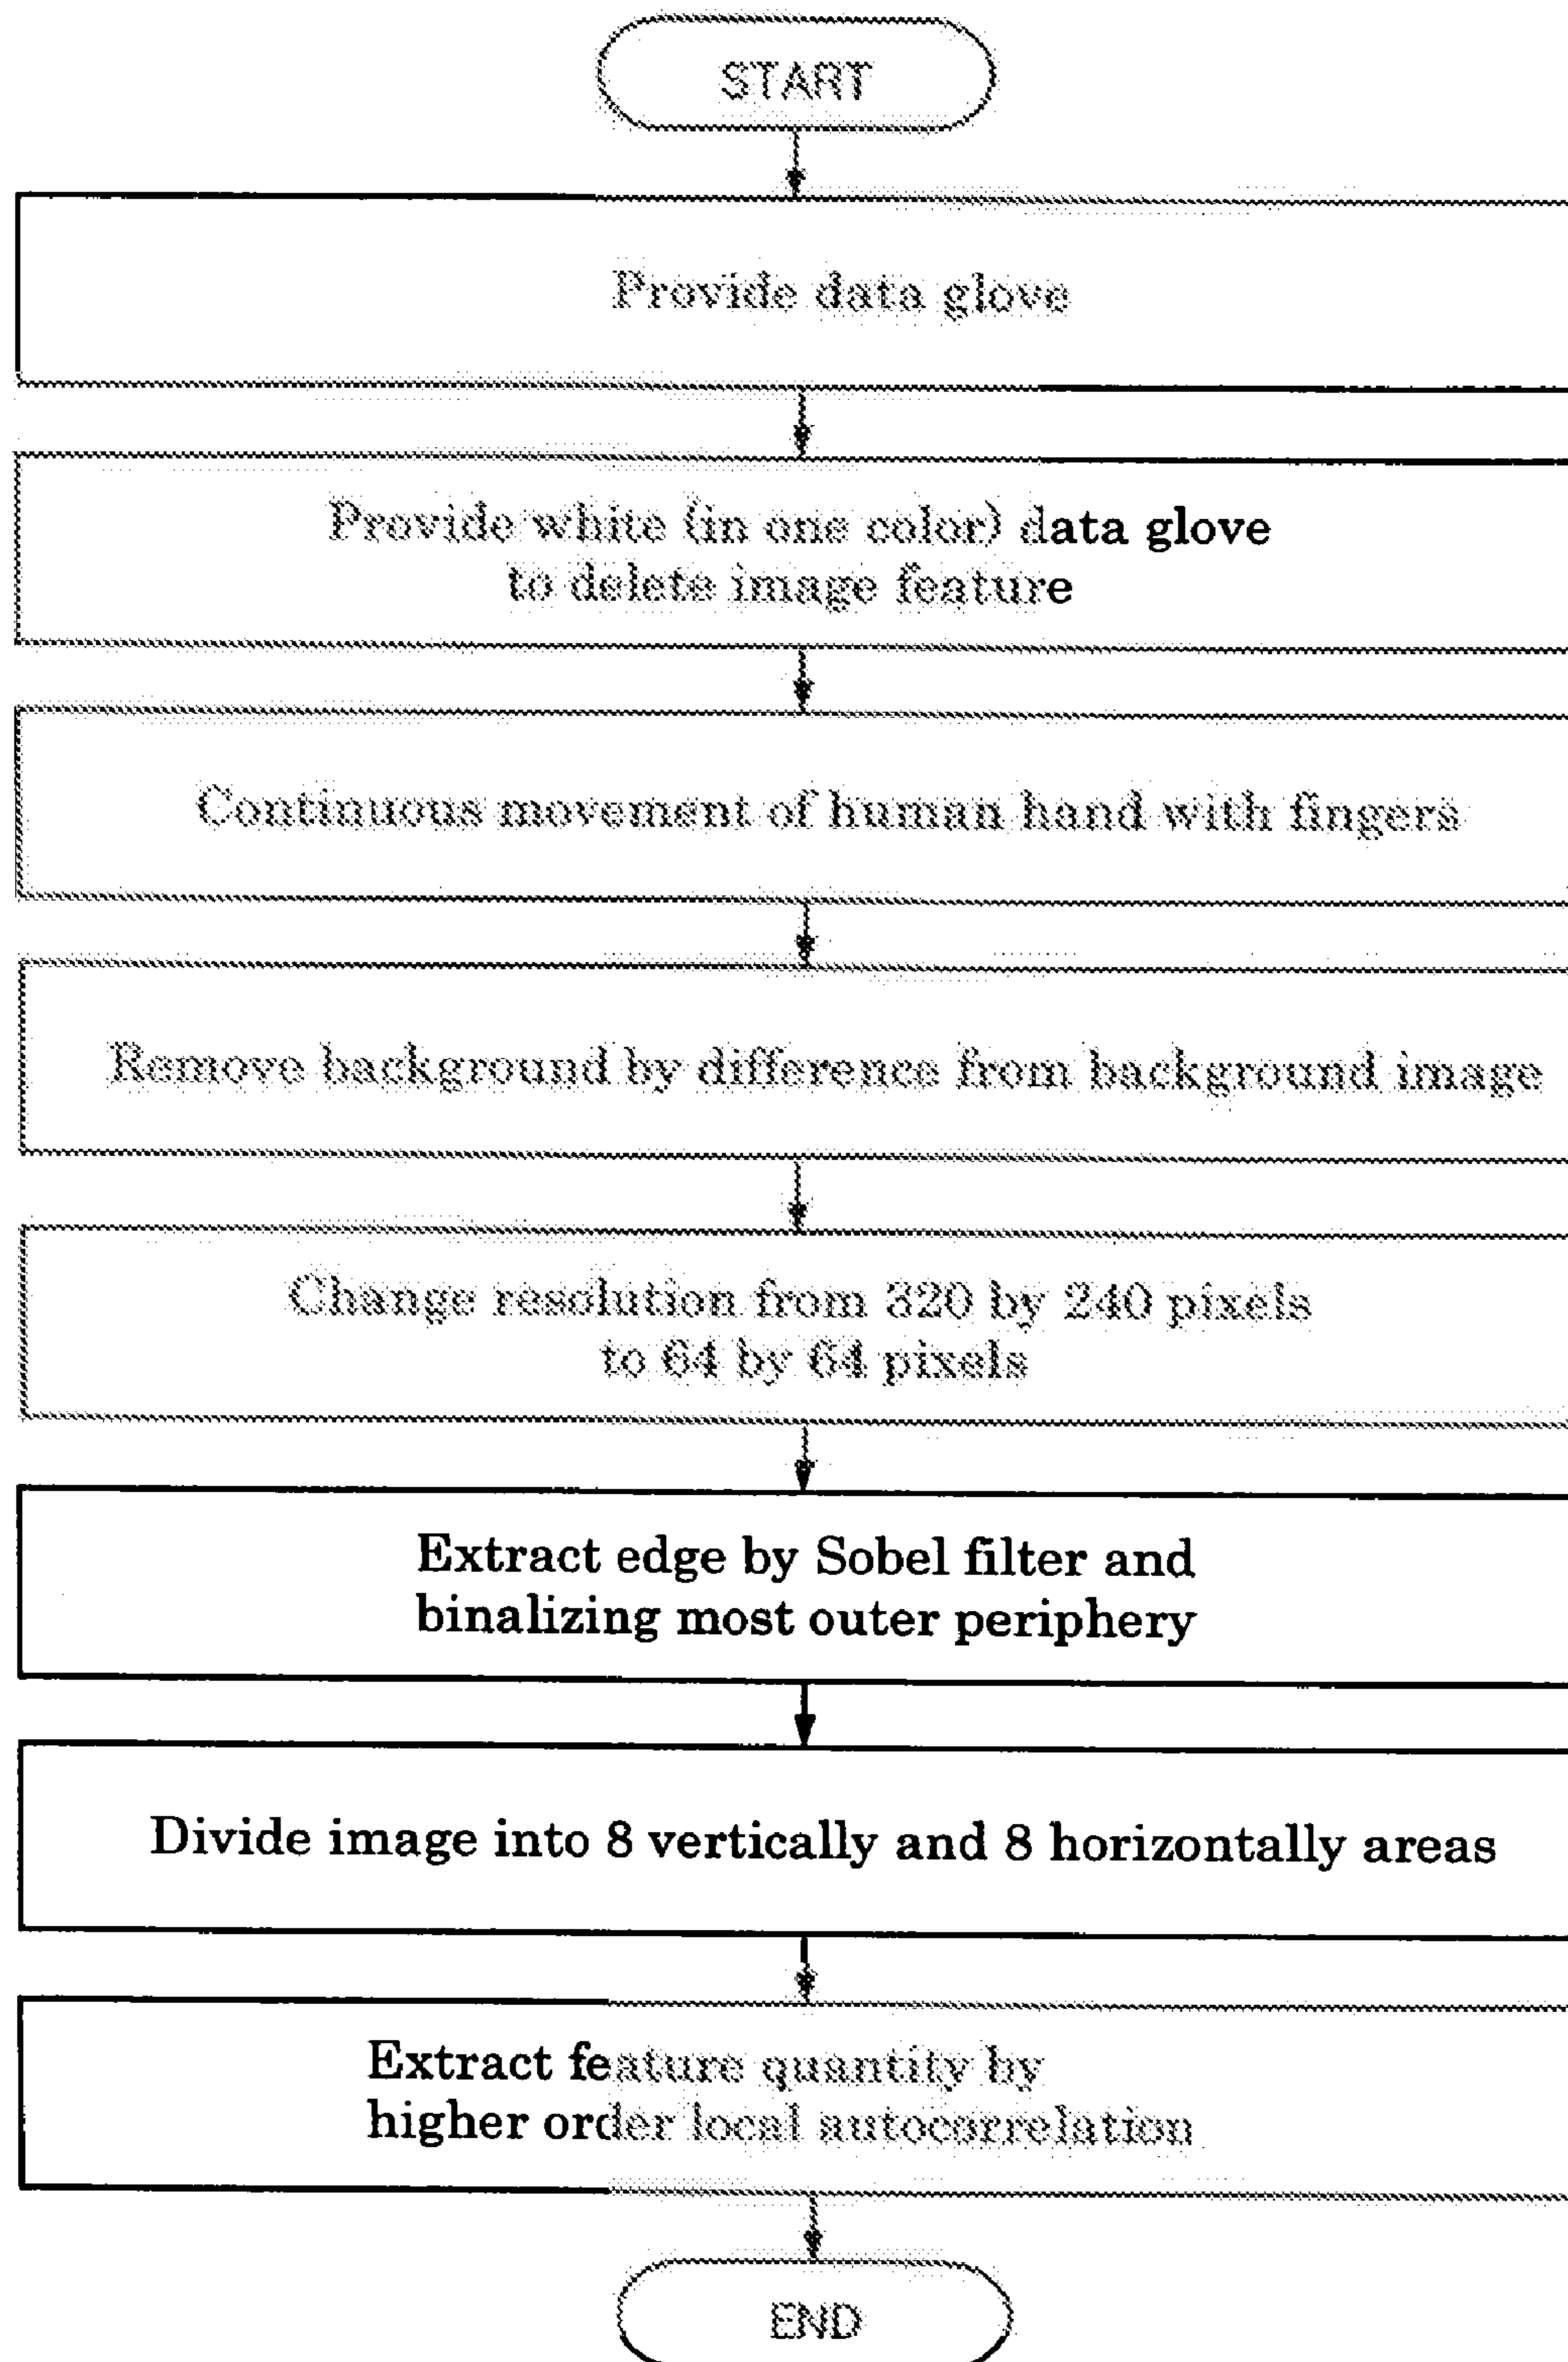 START
Provide data glove
Provide white (in one color) data glove
to delete image feature
Continuous movement of human hand with fingers
Remove background by difference from background image
Change resolution from 320 by 240 pixels
to 64 by 64 pixels
Extract edge by Sobel filter and
binalizing most outer periphery
Divide image into 8 vertically and 8 horizontally areas
Extract feature quantity by
higher order local autocorrelation
END